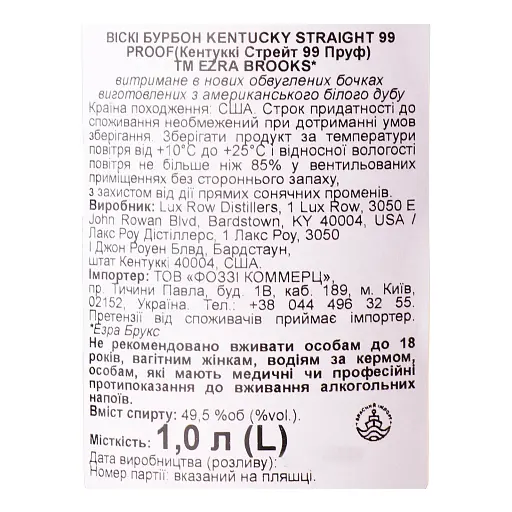 ВІСКІ БУРБОН KENTUCKY STRAIGHT 99
PROOF(Кентуккі Стрейт 99 Пруф)
ТМ EZRA BROOKS*
витримане в нових обвуглених бочках
виготовлених з американського білого дубу
Країна походження: США. Строк придатності до
споживання необмежений при дотриманні умов
зберігання. Зберігати продукт за температури
повітря від +10°С до +25°С і відносної вологості
повітря не більше ніж 85% у вентильованих
приміщеннях без стороннього запаху,
з захистом від дії прямих сонячних променів.
Виробник: Lux Row Distillers, 1 Lux Row, 3050 E
John Rowan Blvd, Bardstown, KY 40004, USA /
Лакс Роу Дістіллерс, 1 Лакс Роу, 3050
І Джон Роуен Блвд, Бардстаун,
штат Кентуккі 40004, США.
Імпортер: ТОВ «ФОЗЗІ КОММЕРЦ»,
пр. Тичини Павла, буд. 1В, каб. 189, м. Київ,
02152, Україна. Тел.: +38 044 496 32 55.
Претензії від споживачів приймає імпортер.
*Езра Брукс
Не рекомендовано вживати особам до 18
років, вагітним жінкам, водіям за кермом,
особам, які мають медичні чи професійні
протипоказання до вживання алкогольних
напоїв.
Вміст спирту: 49,5 %об (%vol.).
Місткість: 1,0 л (L)
Дата виробництва (розливу):
Номер партії: вказаний на пляшці.
ВЛАСНИЙ ІМПОРТ